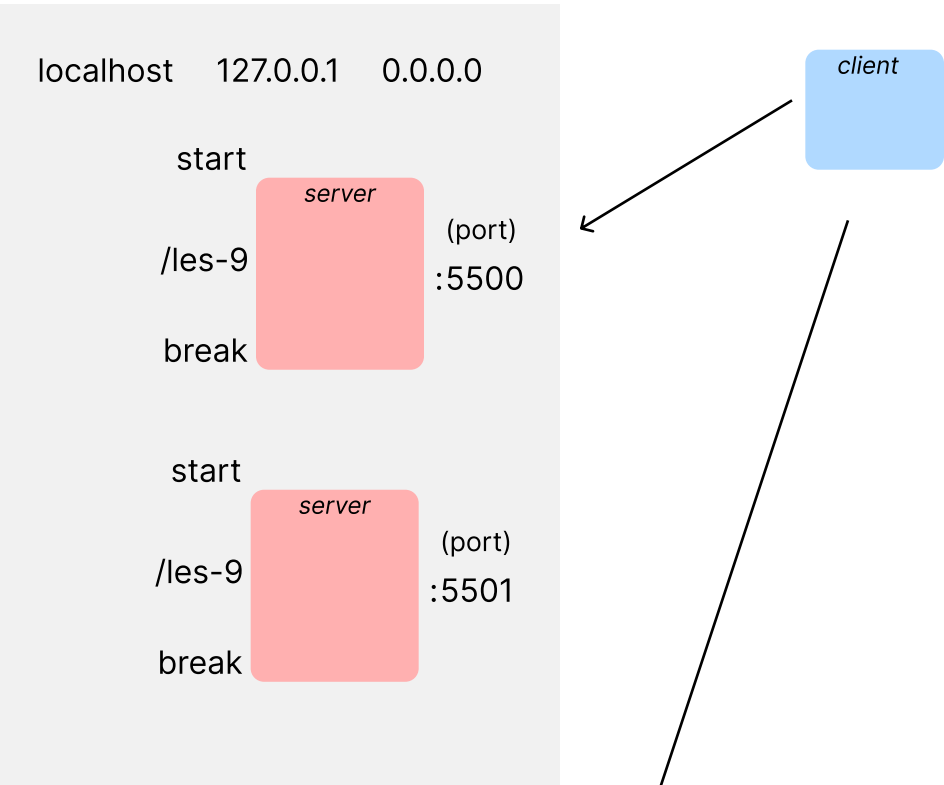 localhost 127.0.0.1 0.0.0.0
client
start
server
(port)
/les-9
:5500
break
start
server
(port)
/les-9
:5501
break